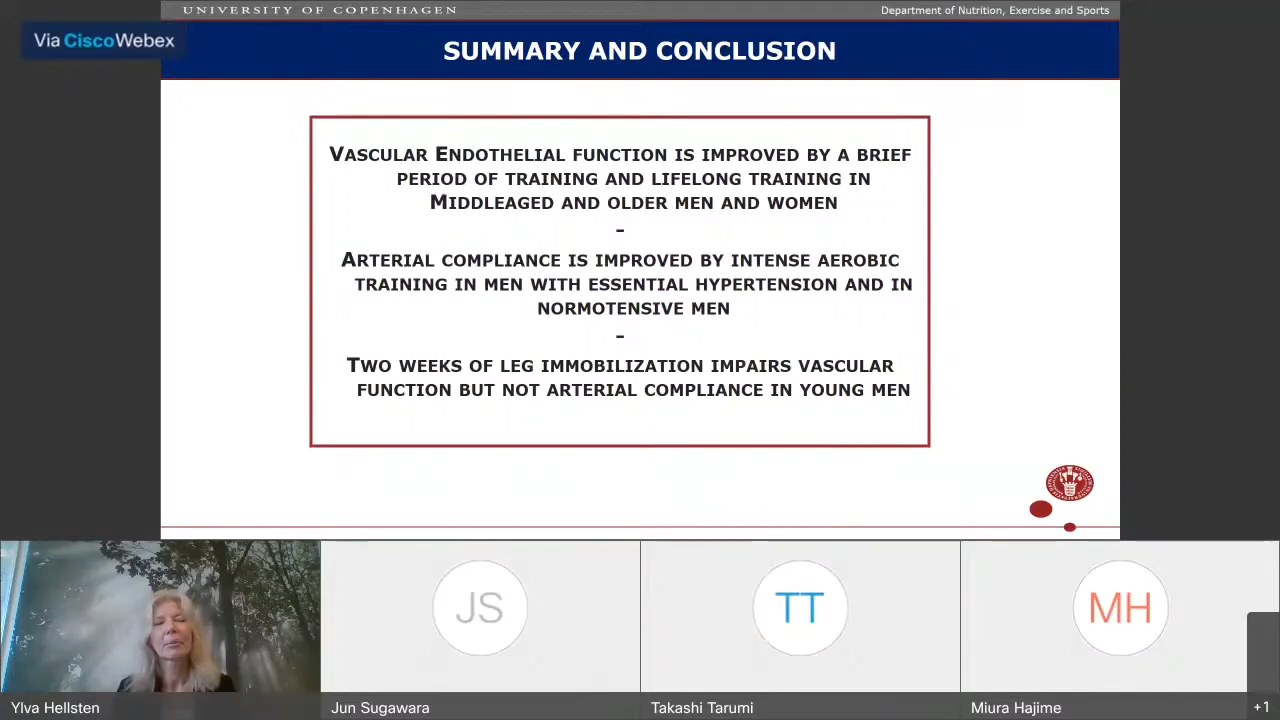 UNIVERSITY OF COPENHAGEN
Department of Nutrition, Exercise and Sports
Via Cisco Webex
SUMMARY AND CONCLUSION
VASCULAR ENDOTHELIAL FUNCTION IS IMPROVED BY A BRIEF
PERIOD OF TRAINING AND LIFELONG TRAINING IN
MIDDLEAGED AND OLDER MEN AND WOMEN
-
ARTERIAL COMPLIANCE IS IMPROVED BY INTENSE AEROBIC
TRAINING IN MEN WITH ESSENTIAL HYPERTENSION AND IN
NORMOTENSIVE MEN
-
TWO WEEKS OF LEG IMMOBILIZATION IMPAIRS VASCULAR
FUNCTION BUT NOT ARTERIAL COMPLIANCE IN YOUNG MEN
JS
TT
MH
Ylva Hellsten
Jun Sugawara
Takashi Tarumi
Miura Hajime
+1